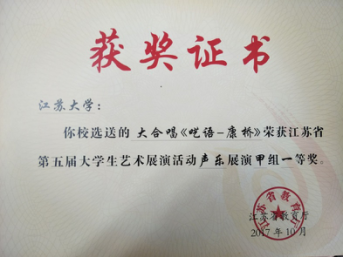 获奖证书
江苏大学：
你校选送的 大合唱《呓语-康桥》荣获江苏省
第五届大学生艺术展演活动声乐展演甲组一等奖。
江苏省教育厅
2017年10月